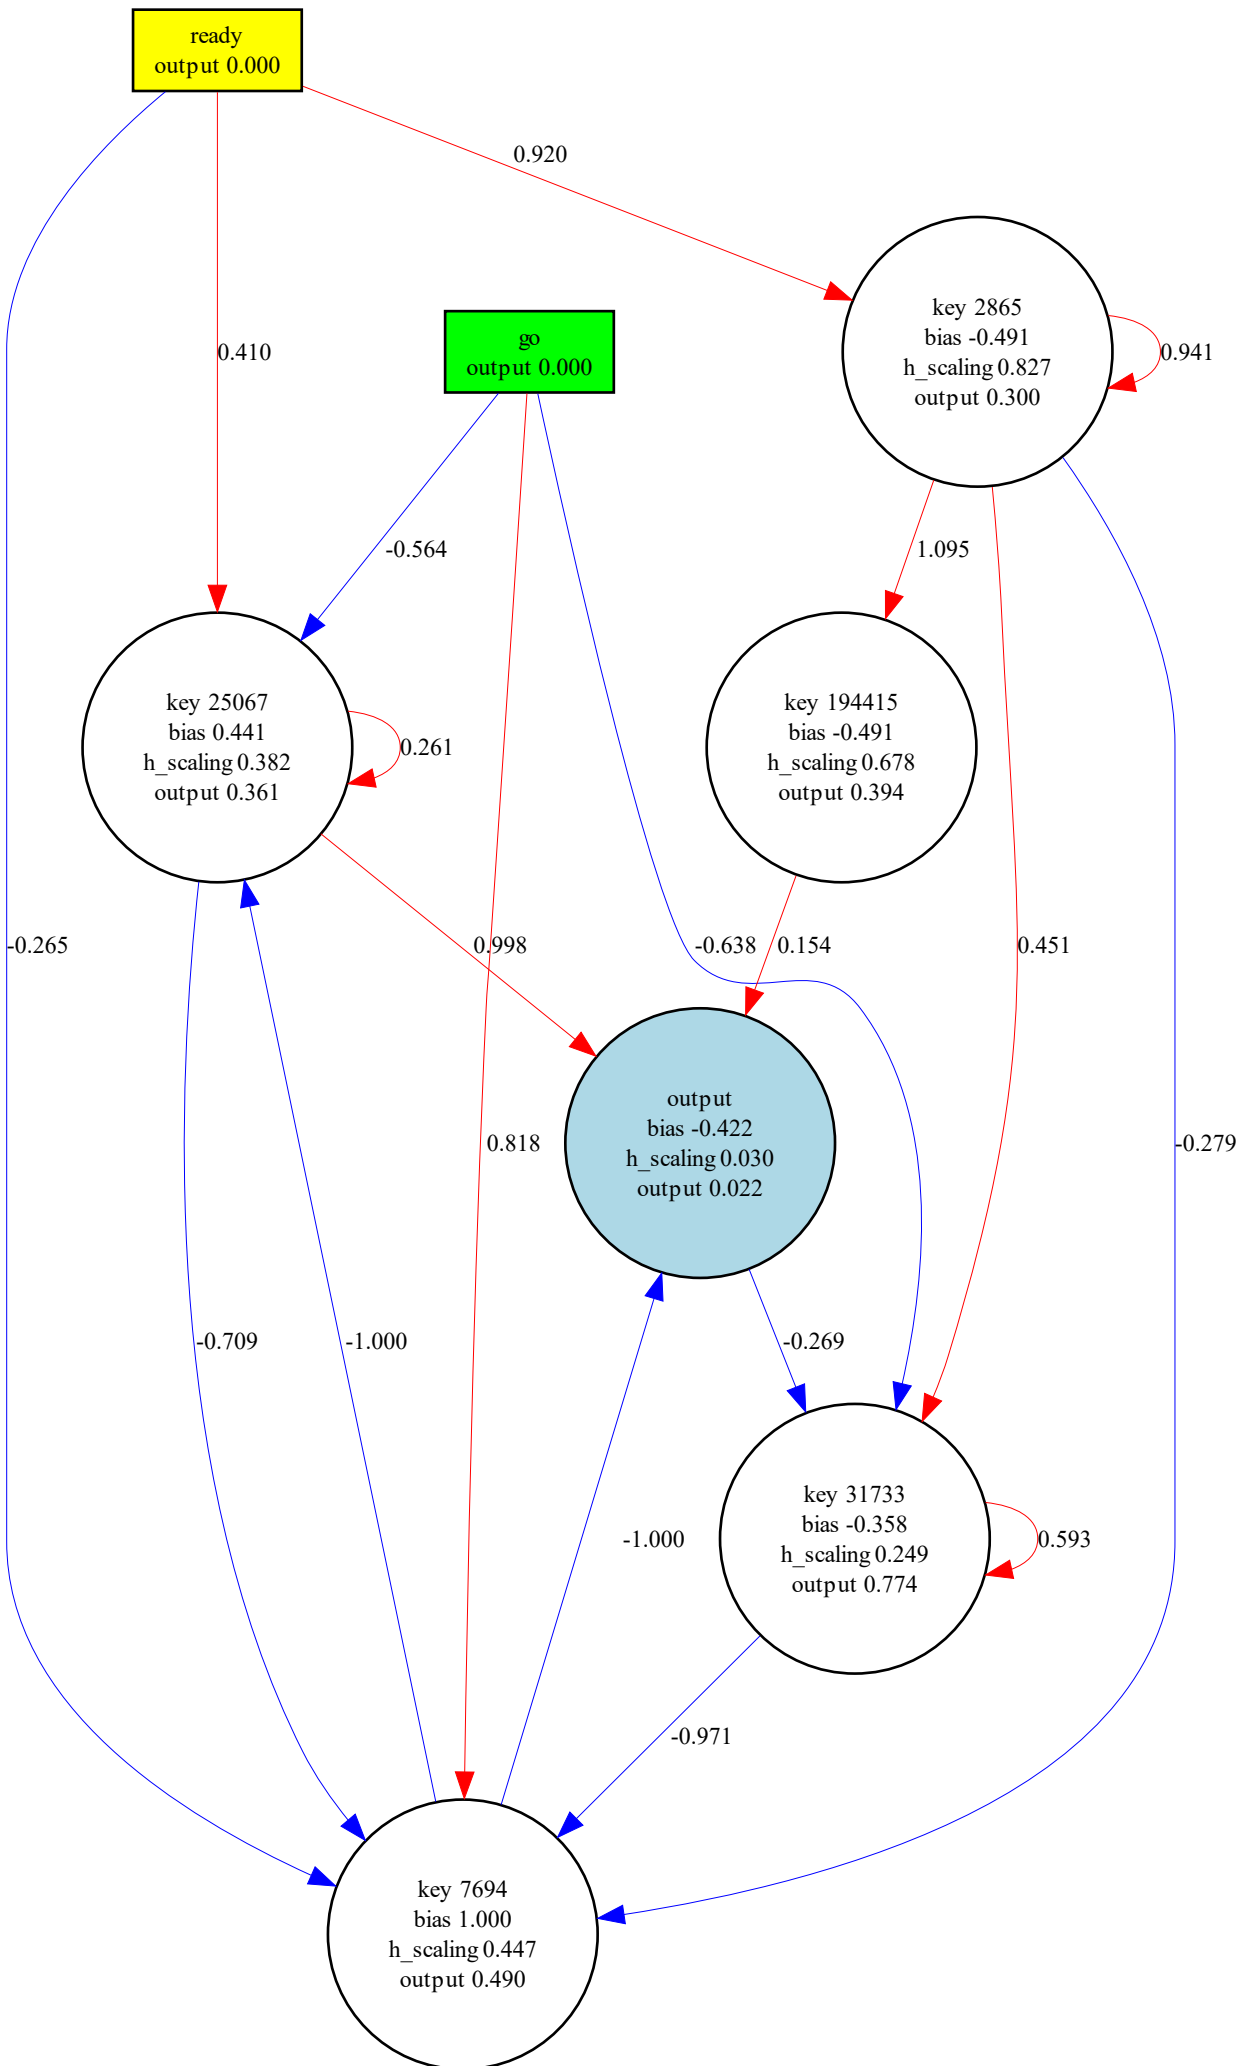 ready
output 0.000
0.920
key 2865
bias -0.491
h_scaling 0.827
output 0.300
0.941
go
output 0.000
0.410
-0.564
1.095
key 25067
bias 0.441
h_scaling 0.382
output 0.361
0.261
key 194415
bias -0.491
h_scaling 0.678
output 0.394
-0.265
0.998
-0.638
0.154
0.451
output
bias -0.422
h_scaling 0.030
output 0.022
0.818
-0.279
-0.709
-1.000
-0.269
key 31733
bias -0.358
h_scaling 0.249
output 0.774
-1.000
0.593
-0.971
key 7694
bias 1.000
h_scaling 0.447
output 0.490